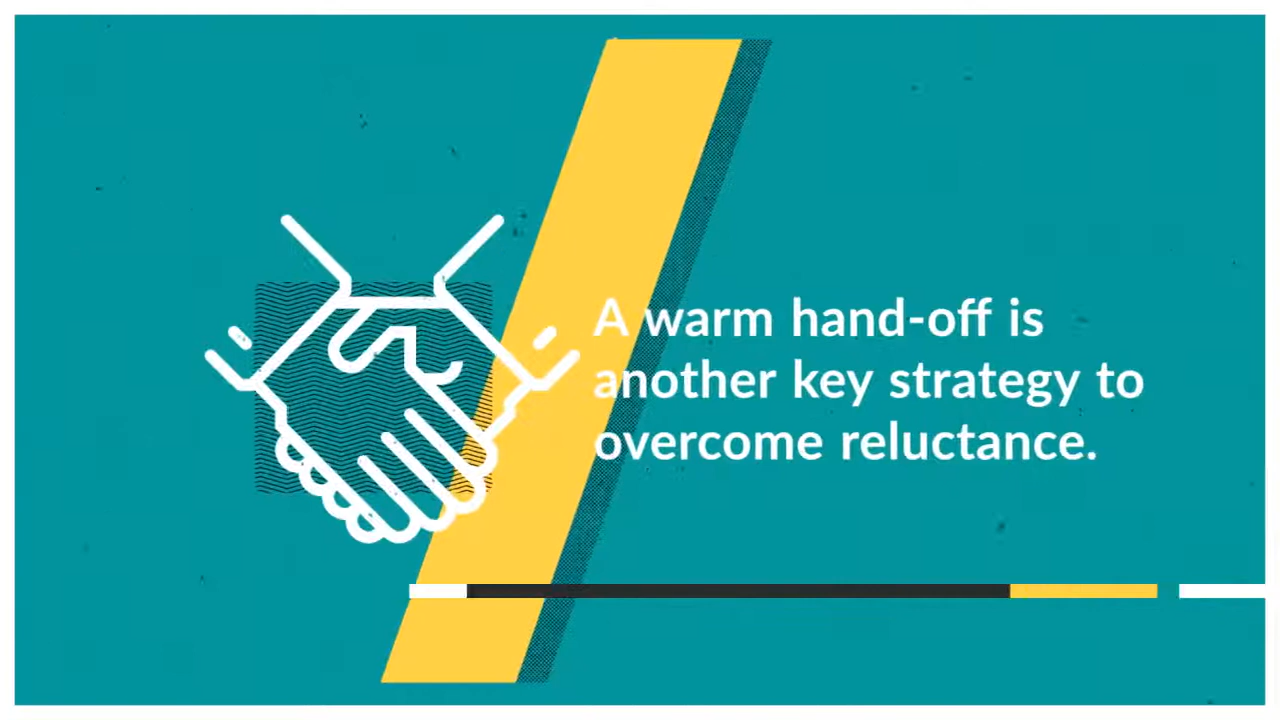 A warm hand-off is
another key strategy to
overcome reluctance.